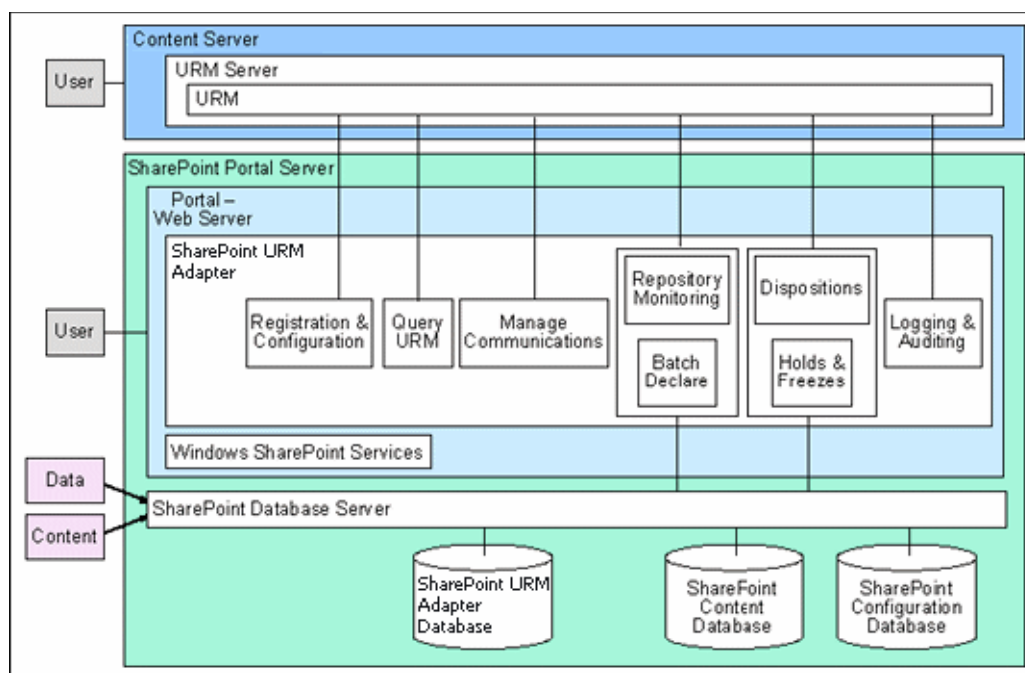 Content Server
User
URM Server
URM
SharePoint Portal Server
Portal –
Web Server
SharePoint URM
Adapter
User
Registration &
Configuration
Query
URM
Manage
Communications
Repository
Monitoring
Batch
Declare
Dispositions
Holds &
Freezes
Logging &
Auditing
Windows SharePoint Services
Data
Content
SharePoint Database Server
SharePoint URM
Adapter
Database
SharePoint
Content
Database
SharePoint
Configuration
Database